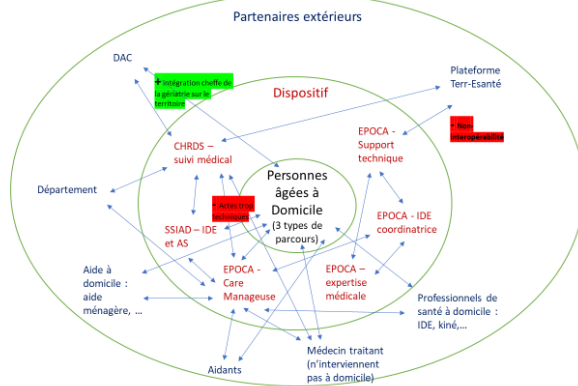 Partenaires extérieurs
DAC
+ intégration cheffe de
la gériatrie sur le
territoire
Plateforme
Terr-Esanté
Dispositif
- Non-
interopérabilité
CHRDS –
suivi médical
EPOCA -
Support
technique
Personnes
âgées à
Domicile
(3 types de
parcours)
Département
- Actes trop
techniques
SSIAD – IDE
et AS
EPOCA - IDE
coordinatrice
EPOCA -
Care
Manageuse
EPOCA –
expertise
médicale
Aide à
domicile :
aide
ménagère, ...
Professionnels de
santé à domicile :
IDE, kiné,...
Médecin traitant
(n'interviennent
pas à domicile)
Aidants